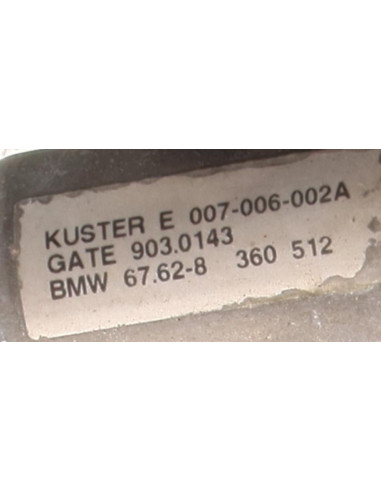 KUSTER E 007-006-002A
GATE 903.0143
BMW 67.62-8 360 512